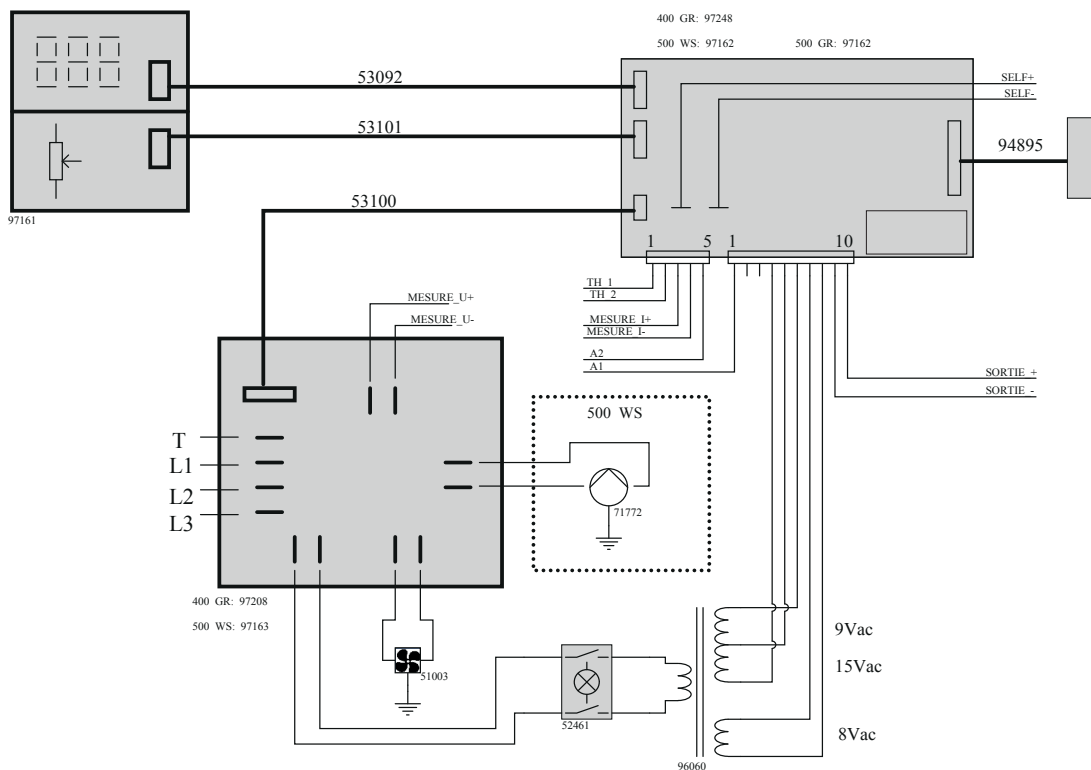 400 GR: 97248
500 WS: 97162 500 GR: 97162
SELF+
SELF-
53092
53101
94895
97161
53100
1 5 1 10
TH_1
TH_2
MESURE_U+
MESURE_U-
MESURE_I+
MESURE_I-
A2
A1
SORTIE_+
SORTIE_-
500 WS
T
L1
L2
L3
71772
400 GR: 97208
500 WS: 97163
51003
52461
9Vac
15Vac
8Vac
96060